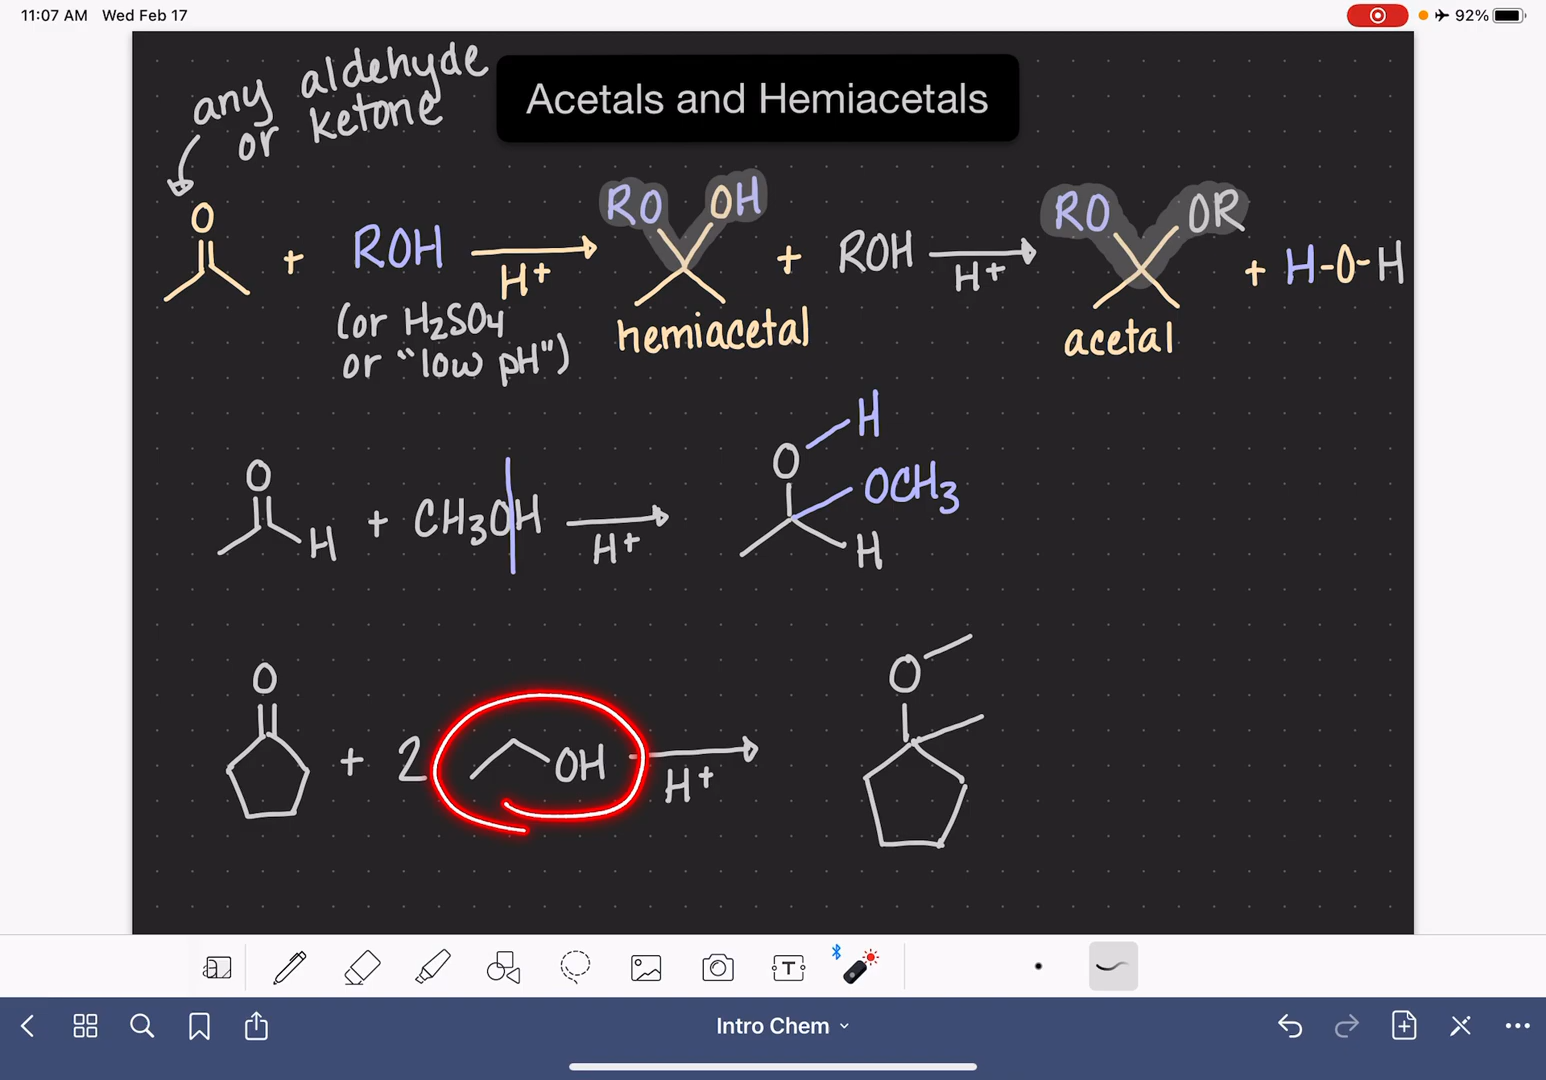 11:07 AM Wed Feb 17
92%
any aldehyde
or ketone
Acetals and Hemiacetals
O + ROH → H+ RO OH + ROH → H+ RO OR + H-O-H
(or H₂SO₄
or “low pH”)
hemiacetal
acetal
O H + CH₃OH → H+ O H OCH₃ H
O + 2 OH → H+ O
T
Intro Chem